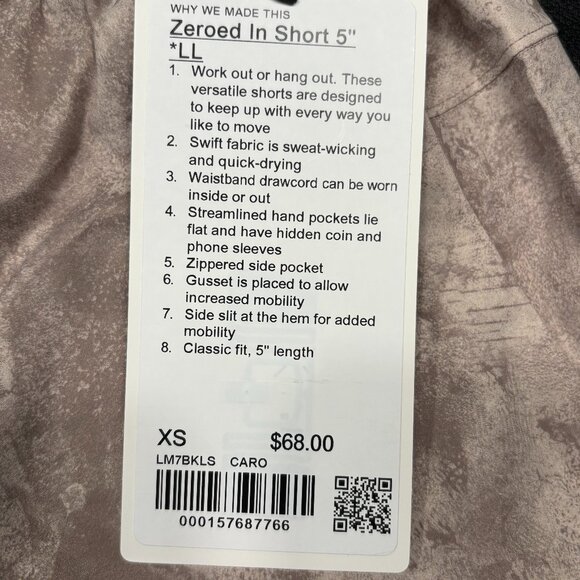 WHY WE MADE THIS
Zeroed In Short 5"
*LL
1. Work out or hang out. These
versatile shorts are designed
to keep up with every way you
like to move
2. Swift fabric is sweat-wicking
and quick-drying
3. Waistband drawcord can be worn
inside or out
4. Streamlined hand pockets lie
flat and have hidden coin and
phone sleeves
5. Zippered side pocket
6. Gusset is placed to allow
increased mobility
7. Side slit at the hem for added
mobility
8. Classic fit, 5" length
XS $68.00
LM7BKLS CARO
000157687766